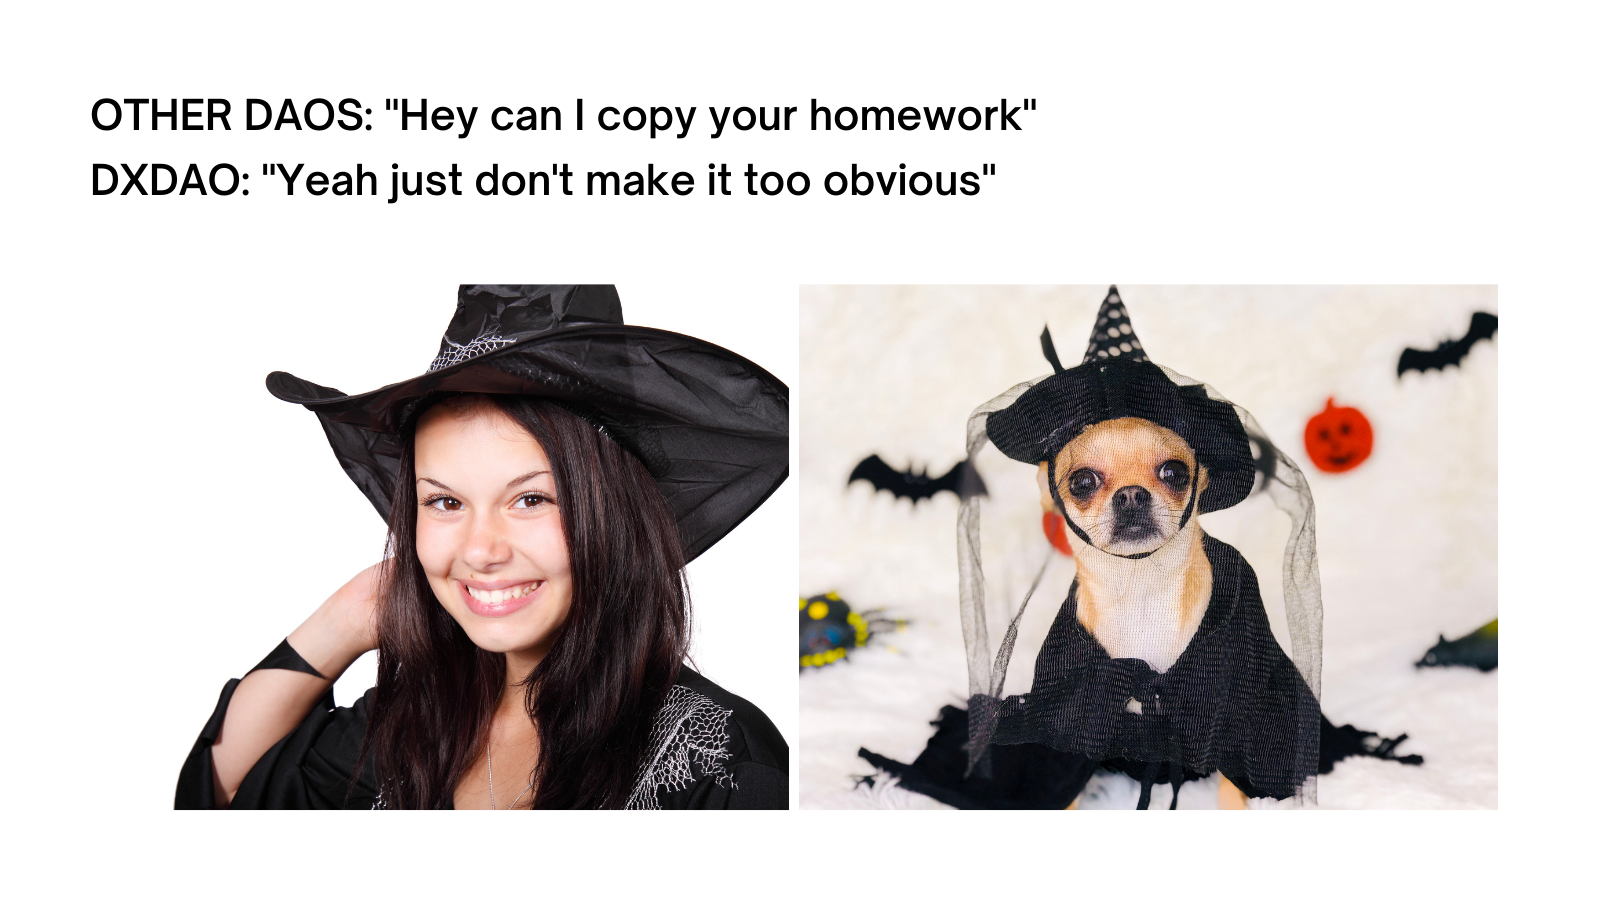 OTHER DAOS: "Hey can I copy your homework"
DXDAO: "Yeah just don't make it too obvious"